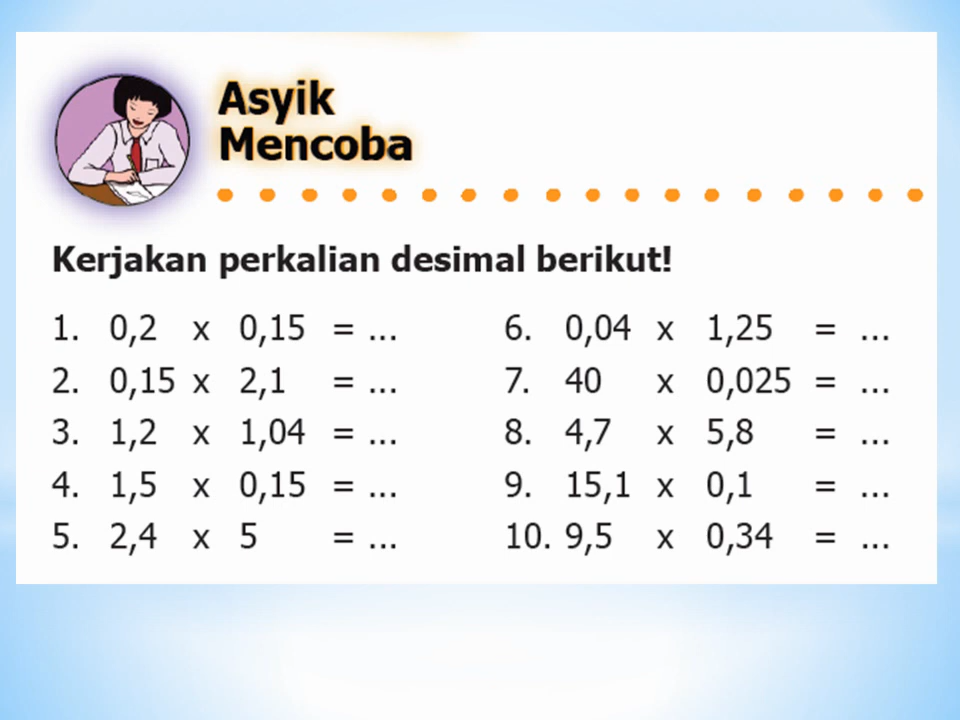 Asyik
Mencoba
Kerjakan perkalian desimal berikut!
1. 0,2 x 0,15 = ...
2. 0,15 x 2,1 = ...
3. 1,2 x 1,04 = ...
4. 1,5 x 0,15 = ...
5. 2,4 x 5 = ...
6. 0,04 x 1,25 = ...
7. 40 x 0,025 = ...
8. 4,7 x 5,8 = ...
9. 15,1 x 0,1 = ...
10. 9,5 x 0,34 = ...